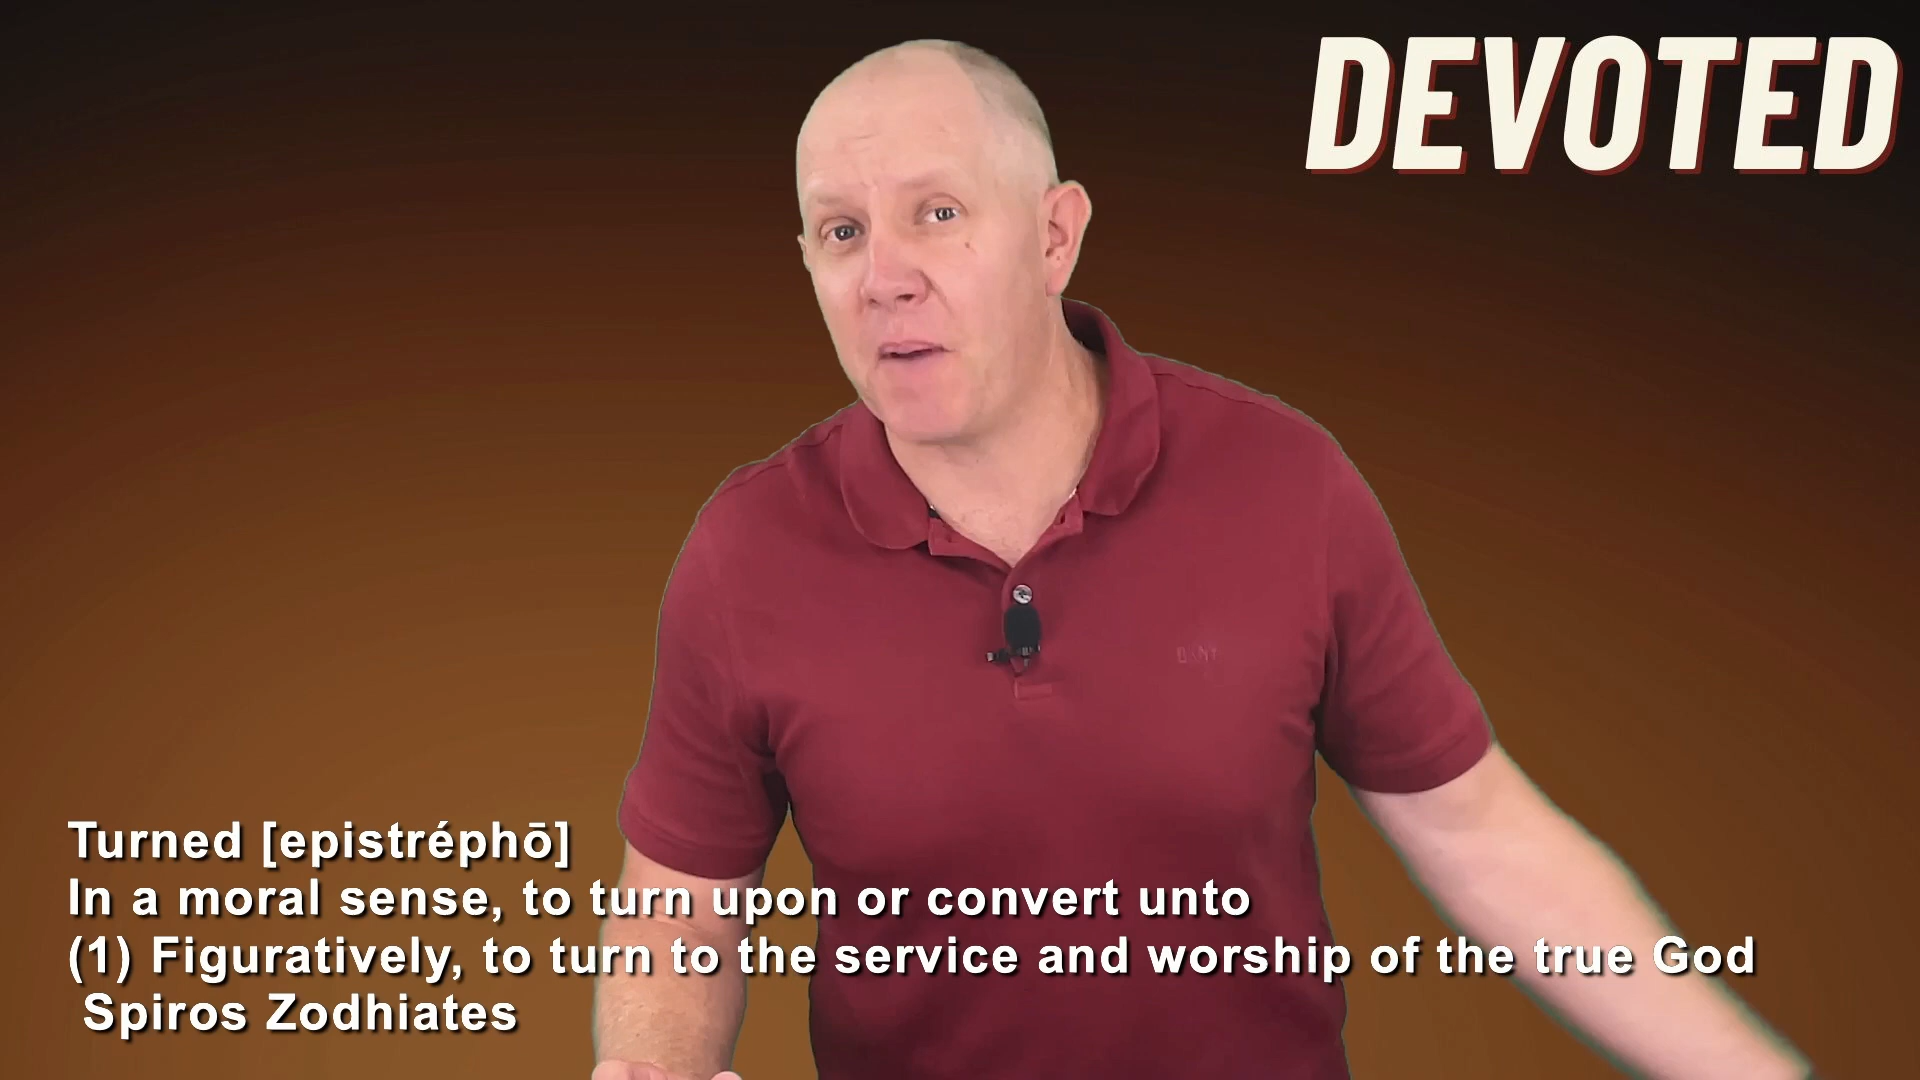 DEVOTED
Turned [epistréphō]
In a moral sense, to turn upon or convert unto
(1) Figuratively, to turn to the service and worship of the true God
Spiros Zodhiates